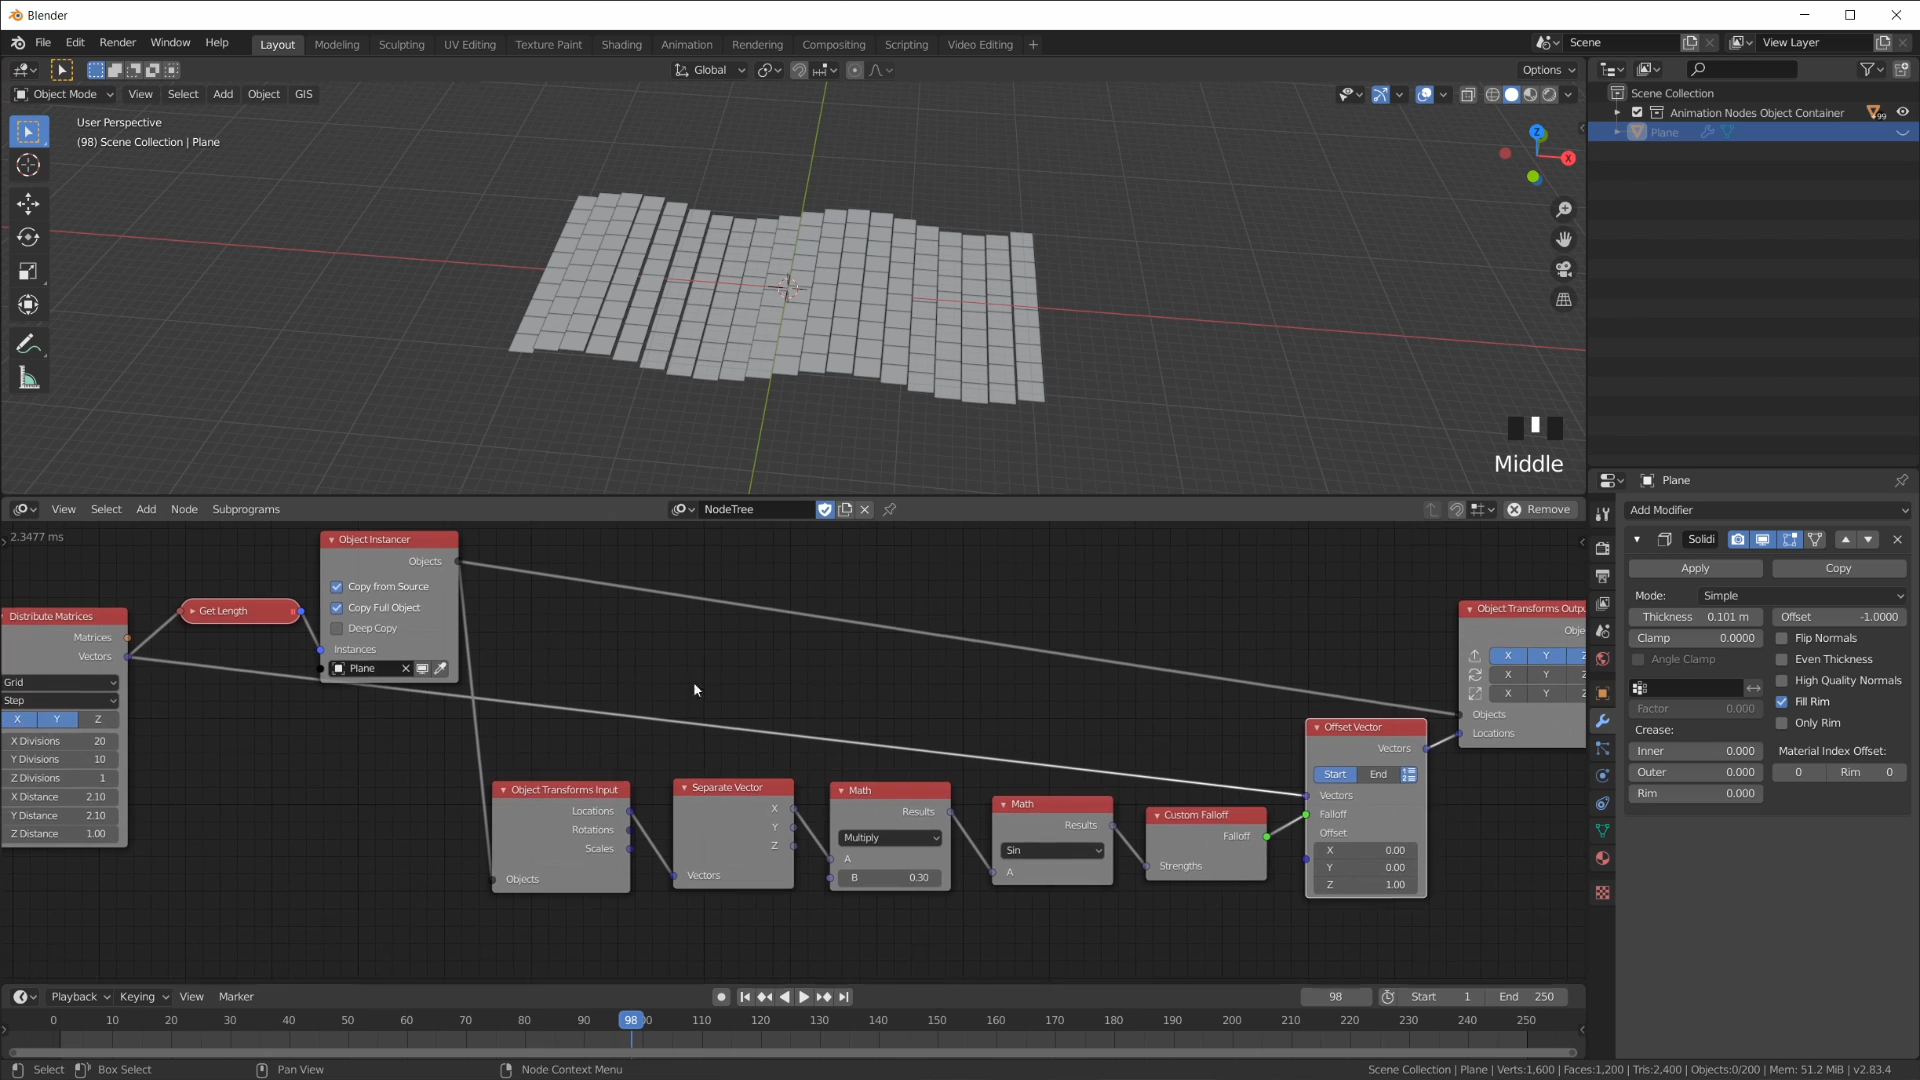 Blender
File Edit Render Window Help Layout Modeling Sculpting UV Editing Texture Paint Shading Animation Rendering Compositing Scripting Video Editing + Scene View Layer
Global Options
Object Mode View Select Add Object GIS
Scene Collection
Animation Nodes Object Container 99
Plane
User Perspective
(98) Scene Collection | Plane
Z
X
Middle
Plane
View Select Add Node Subprograms NodeTree Remove
Add Modifier
2.3477 ms
Solidi
Apply Copy
Mode: Simple
Thickness 0.101 m Offset -1.0000
Clamp 0.0000 Flip Normals
Angle Clamp Even Thickness
High Quality Normals
Fill Rim
Factor 0.000
Only Rim
Crease:
Inner 0.000 Material Index Offset:
Outer 0.000 0 Rim 0
Rim 0.000
Distribute Matrices
Matrices
Vectors
Grid
Step
X Y Z
X Divisions 20
Y Divisions 10
Z Divisions 1
X Distance 2.10
Y Distance 2.10
Z Distance 1.00
Get Length
Object Instancer
Objects
Copy from Source
Copy Full Object
Deep Copy
Instances
Plane
Object Transforms Input
Locations
Rotations
Scales
Objects
Separate Vector
X
Y
Z
Vectors
Math
Results
Multiply
A
B 0.30
Math
Results
Sin
A
Custom Falloff
Falloff
Strengths
Offset Vector
Vectors
Start End
Vectors
Falloff
Offset
X 0.00
Y 0.00
Z 1.00
Object Transforms Outpu
Obje
X Y Z
X Y Z
X Y Z
Objects
Locations
Playback Keying View Marker 98 Start 1 End 250
0 10 20 30 40 50 60 70 80 90 98 110 120 130 140 150 160 170 180 190 200 210 220 230 240 250
Select Box Select Pan View Node Context Menu Scene Collection | Plane | Verts:1,600 | Faces:1,200 | Tris:2,400 | Objects:0/200 | Mem: 51.2 MiB | v2.83.4